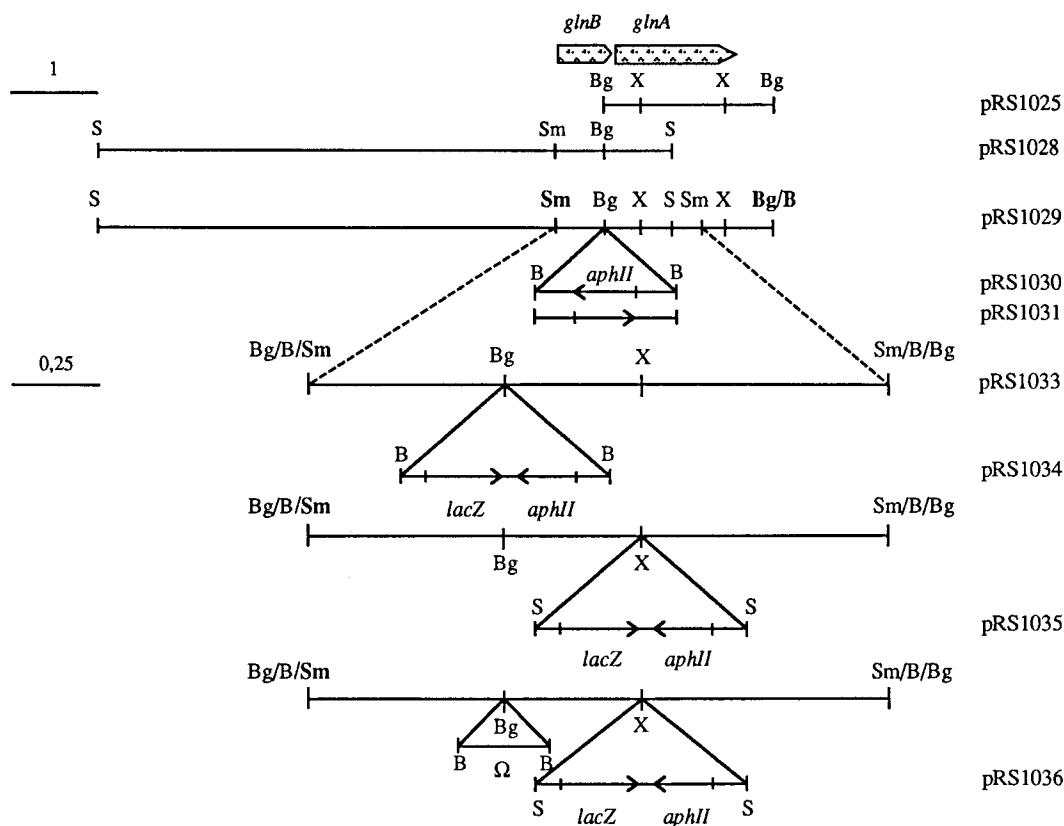 glnB glnA
1
Bg X X Bg
pRS1025
S Sm Bg S
pRS1028
S Sm Bg X S Sm X Bg/B
pRS1029
B aphII B
pRS1030
pRS1031
Bg/B/Sm Bg X Sm/B/Bg
0,25
pRS1033
B B
pRS1034
lacZ aphII
Bg/B/Sm Sm/B/Bg
Bg X
S S
pRS1035
lacZ aphII
Bg/B/Sm Sm/B/Bg
Bg X
B Ω B
pRS1036
S lacZ aphII S